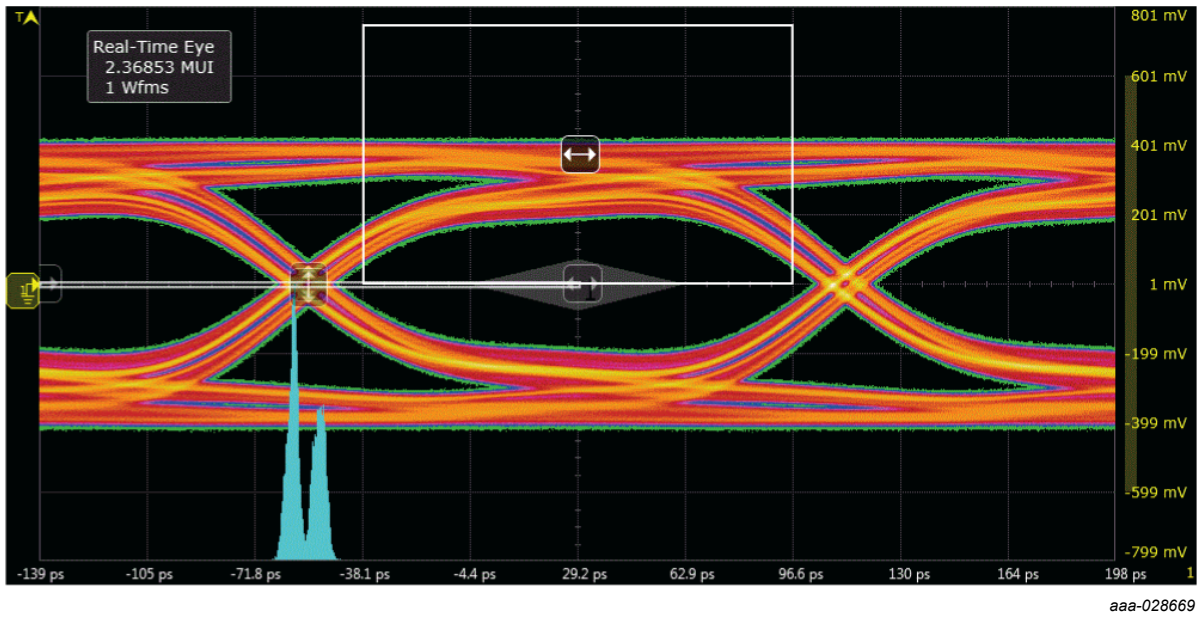 T
801 mV
Real-Time Eye
2.36853 MUI
1 Wfms
601 mV
401 mV
201 mV
1
1
1 mV
-199 mV
-399 mV
-599 mV
-799 mV
-139 ps
-105 ps
-71.8 ps
-38.1 ps
-4.4 ps
29.2 ps
62.9 ps
96.6 ps
130 ps
164 ps
198 ps
1
aaa-028669